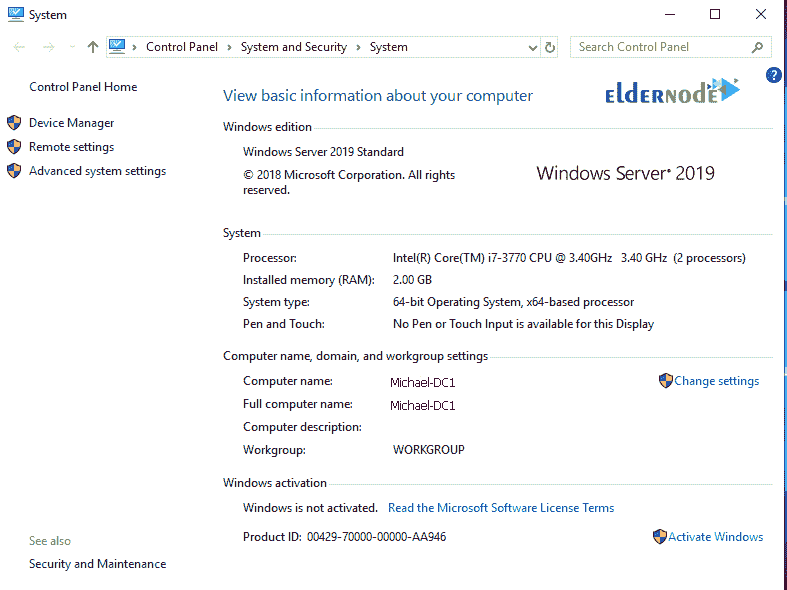 System
Control Panel > System and Security > System
Search Control Panel
Control Panel Home
Device Manager
Remote settings
Advanced system settings
?
View basic information about your computer
ELDERNODE
Windows edition
Windows Server 2019 Standard
© 2018 Microsoft Corporation. All rights
reserved.
Windows Server® 2019
System
Processor: Intel(R) Core(TM) i7-3770 CPU @ 3.40GHz 3.40 GHz (2 processors)
Installed memory (RAM): 2.00 GB
System type: 64-bit Operating System, x64-based processor
Pen and Touch: No Pen or Touch Input is available for this Display
Computer name, domain, and workgroup settings
Computer name: Michael-DC1
Change settings
Full computer name: Michael-DC1
Computer description:
Workgroup: WORKGROUP
Windows activation
Windows is not activated. Read the Microsoft Software License Terms
Product ID: 00429-70000-00000-AA946
Activate Windows
See also
Security and Maintenance